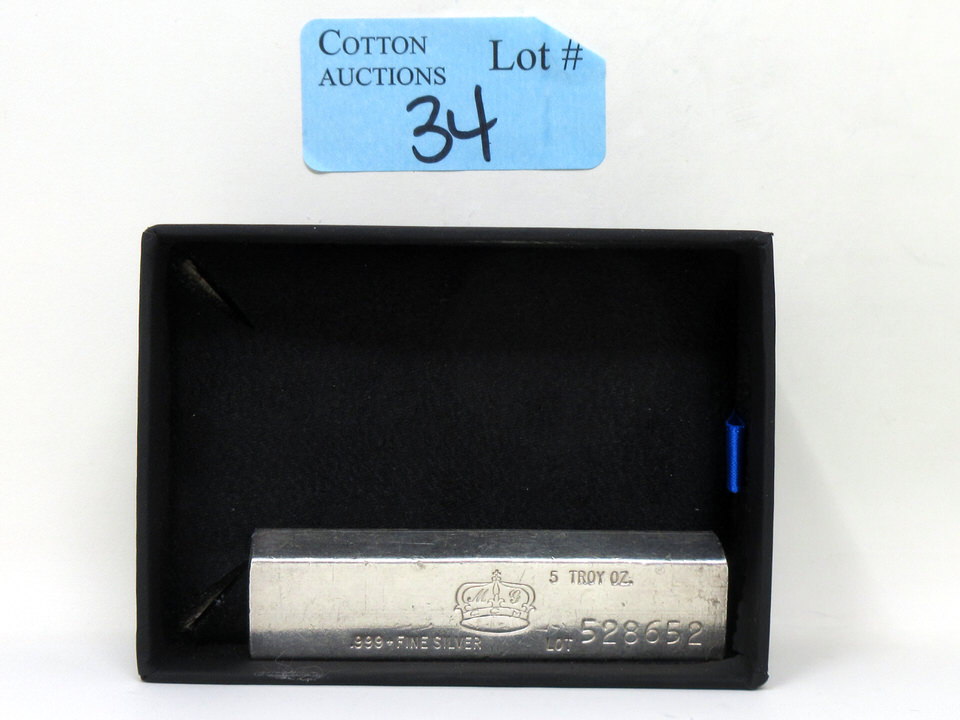 COTTON
AUCTIONS
Lot #
34
5 TROY OZ.
M G
.999+ FINE SILVER
LOT 528652